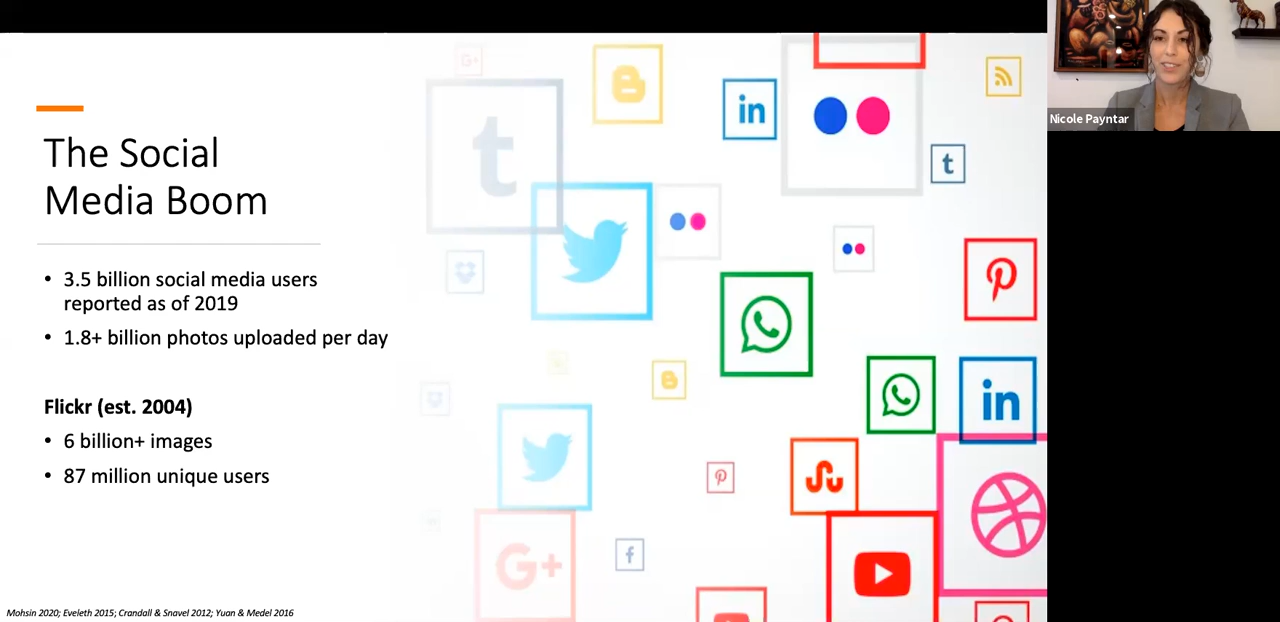 The Social
Media Boom
• 3.5 billion social media users
reported as of 2019
• 1.8+ billion photos uploaded per day
Flickr (est. 2004)
• 6 billion+ images
• 87 million unique users
Mohsin 2020; Eveleth 2015; Crandall & Snavel 2012; Yuan & Medel 2016
G+
t
in
t
in
G+
f
Nicole Payntar